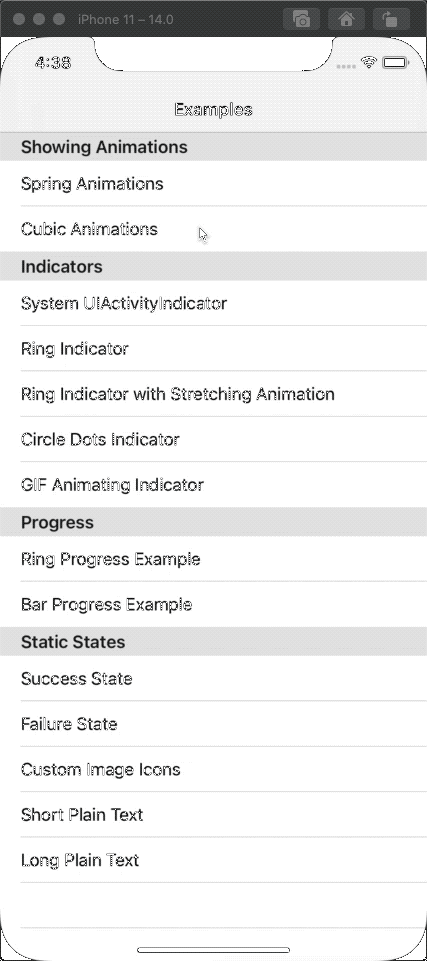 iPhone 11 – 14.0
4:38
Examples
Showing Animations
Spring Animations
Cubic Animations
Indicators
System UIActivityIndicator
Ring Indicator
Ring Indicator with Stretching Animation
Circle Dots Indicator
GIF Animating Indicator
Progress
Ring Progress Example
Bar Progress Example
Static States
Success State
Failure State
Custom Image Icons
Short Plain Text
Long Plain Text